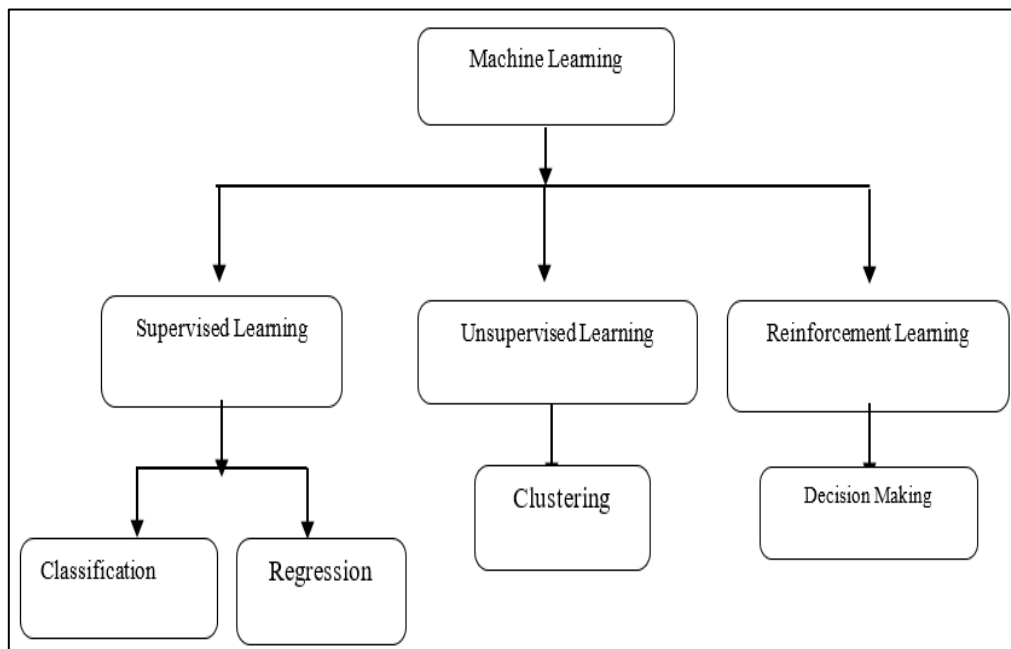 Machine Learning
Supervised Learning
Unsupervised Learning
Reinforcement Learning
Clustering
Decision Making
Classification
Regression